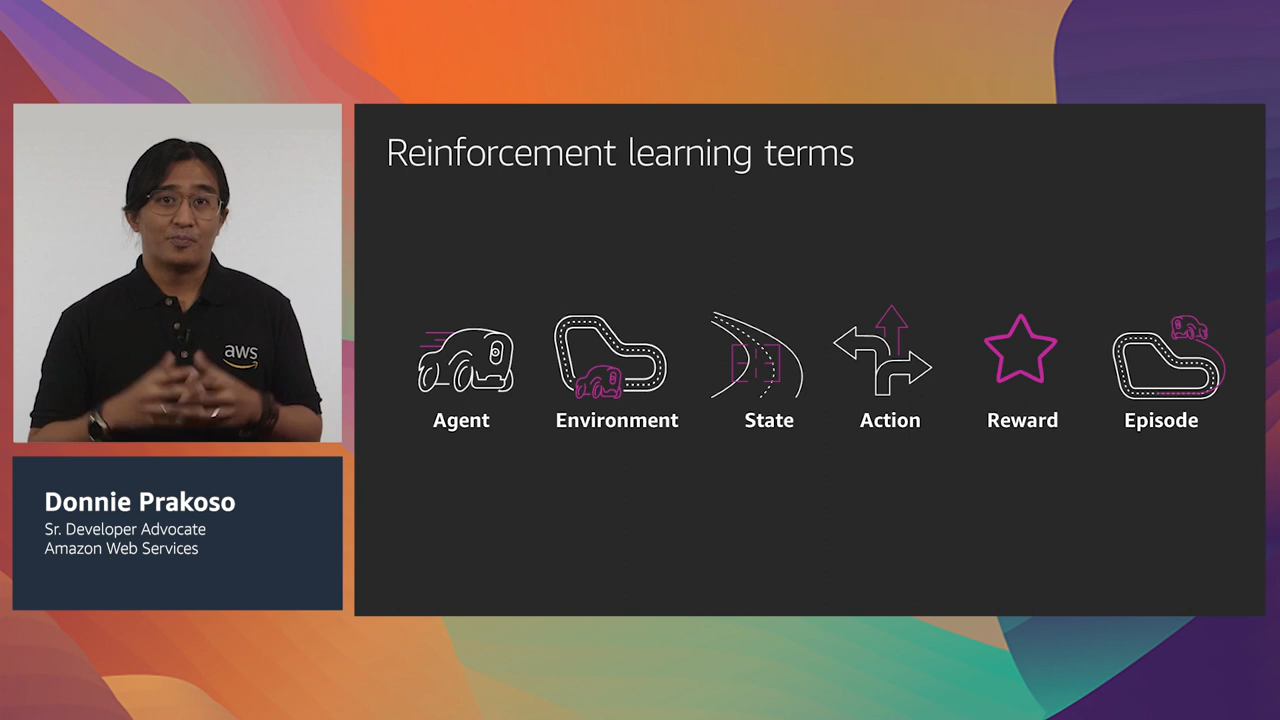 Reinforcement learning terms
aws
Agent
Environment
State
Action
Reward
Episode
Donnie Prakoso
Sr. Developer Advocate
Amazon Web Services